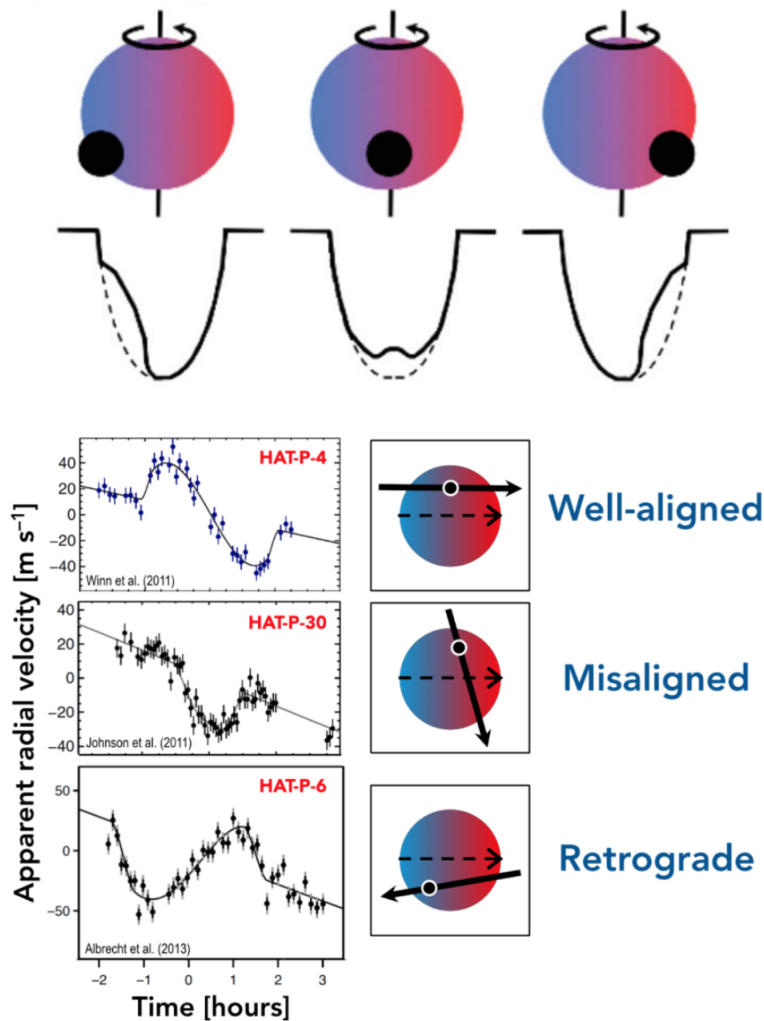 HAT-P-4
40
20
0
−20
−40
Winn et al. (2011)
Well-aligned
HAT-P-30
40
20
0
−20
−40
Johnson et al. (2011)
Misaligned
HAT-P-6
50
0
−50
Albrecht et al. (2013)
Retrograde
Apparent radial velocity [m s⁻¹]
−2 −1 0 1 2 3
Time [hours]